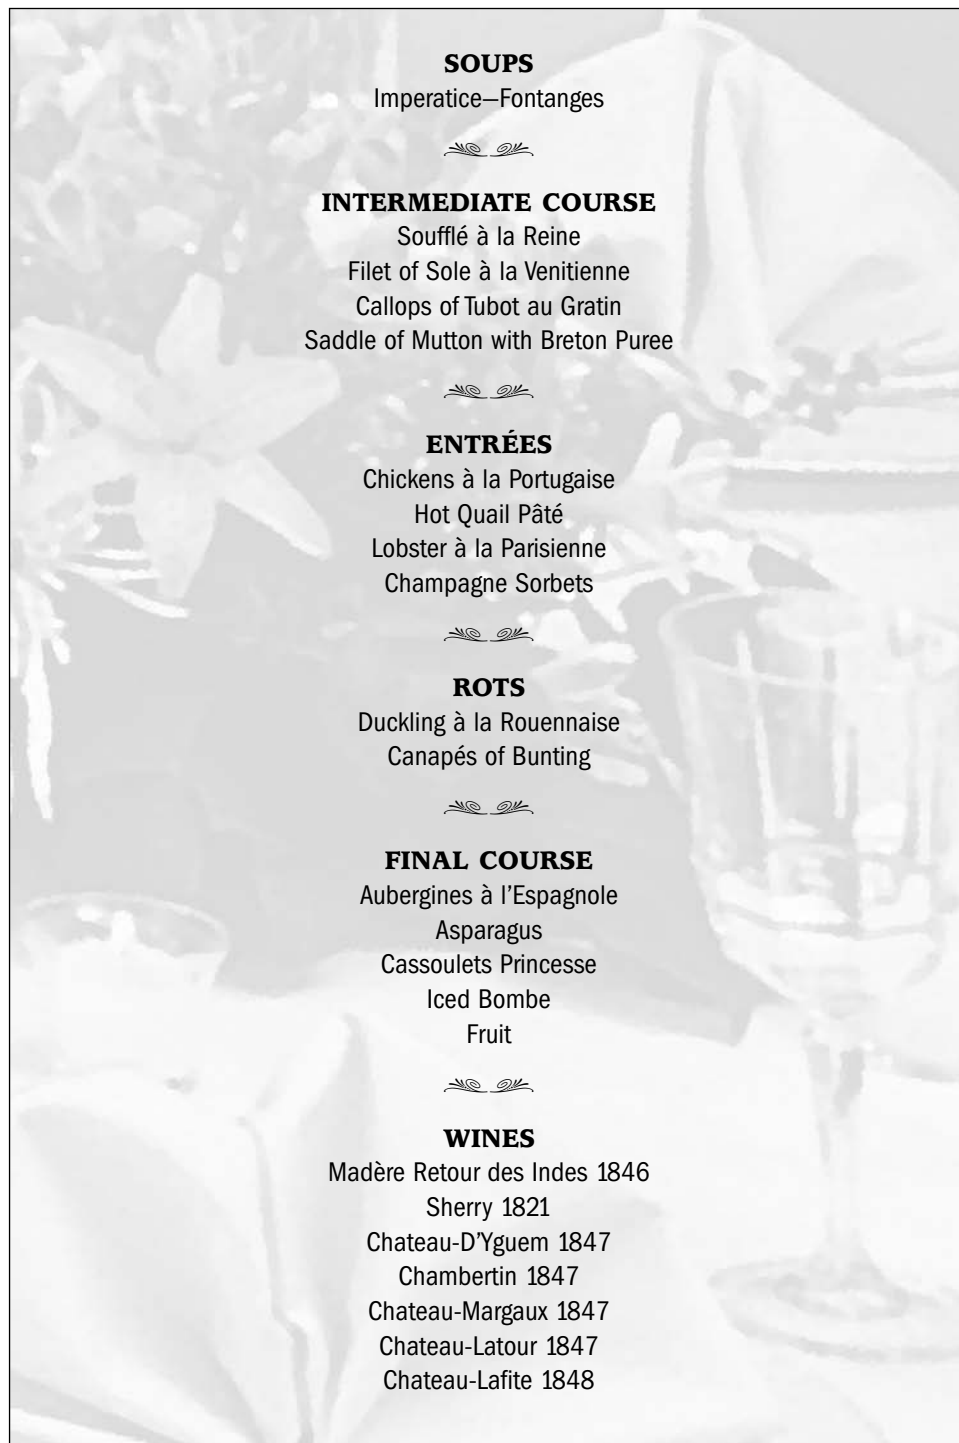 SOUPS
Imperatice—Fontanges
INTERMEDIATE COURSE
Soufflé à la Reine
Filet of Sole à la Venitienne
Callops of Tubot au Gratin
Saddle of Mutton with Breton Puree
ENTRÉES
Chickens à la Portugaise
Hot Quail Pâté
Lobster à la Parisienne
Champagne Sorbets
ROTS
Duckling à la Rouennaise
Canapés of Bunting
FINAL COURSE
Aubergines à l’Espagnole
Asparagus
Cassoulets Princesse
Iced Bombe
Fruit
WINES
Madère Retour des Indes 1846
Sherry 1821
Chateau-D’Yguem 1847
Chambertin 1847
Chateau-Margaux 1847
Chateau-Latour 1847
Chateau-Lafite 1848